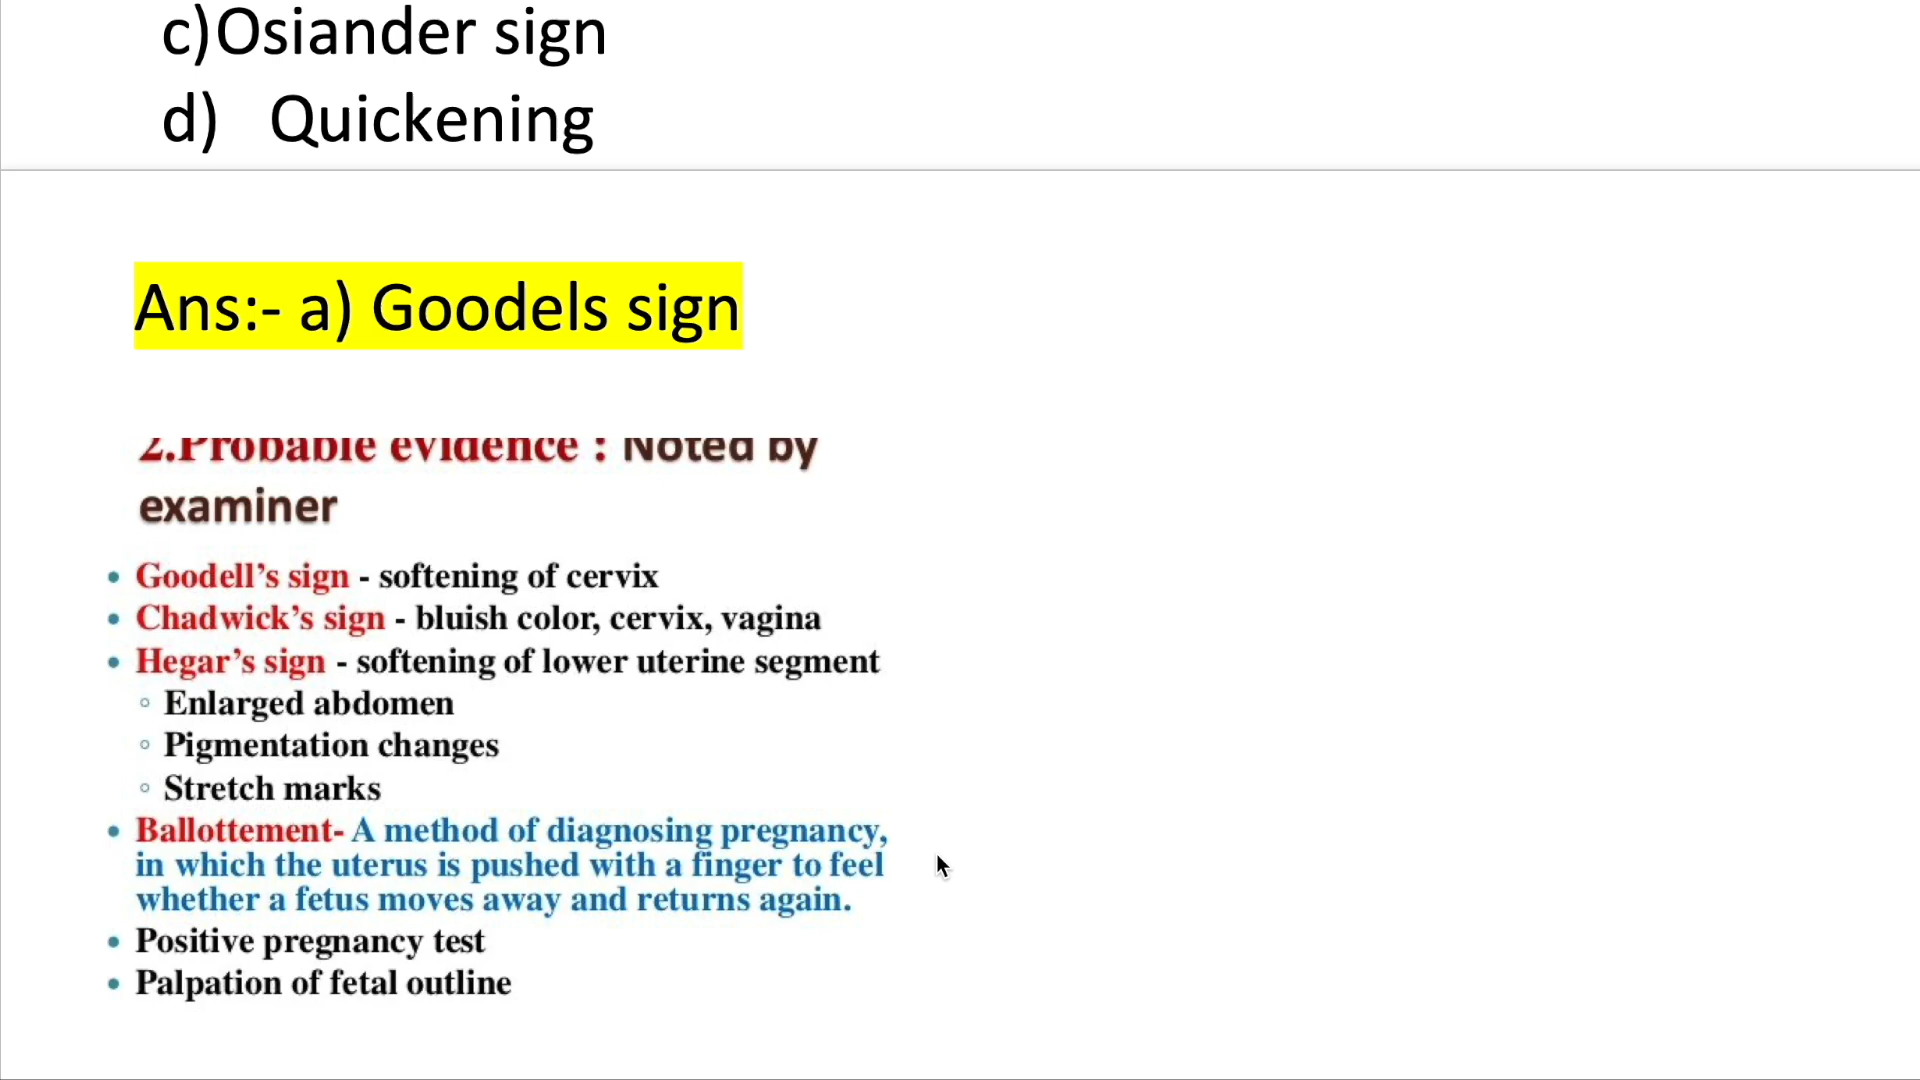 c)Osiander sign
d) Quickening
Ans:- a) Goodels sign
2.Probable evidence : Noted by
examiner
• Goodell’s sign - softening of cervix
• Chadwick’s sign - bluish color, cervix, vagina
• Hegar’s sign - softening of lower uterine segment
◦ Enlarged abdomen
◦ Pigmentation changes
◦ Stretch marks
• Ballottement- A method of diagnosing pregnancy,
in which the uterus is pushed with a finger to feel
whether a fetus moves away and returns again.
• Positive pregnancy test
• Palpation of fetal outline